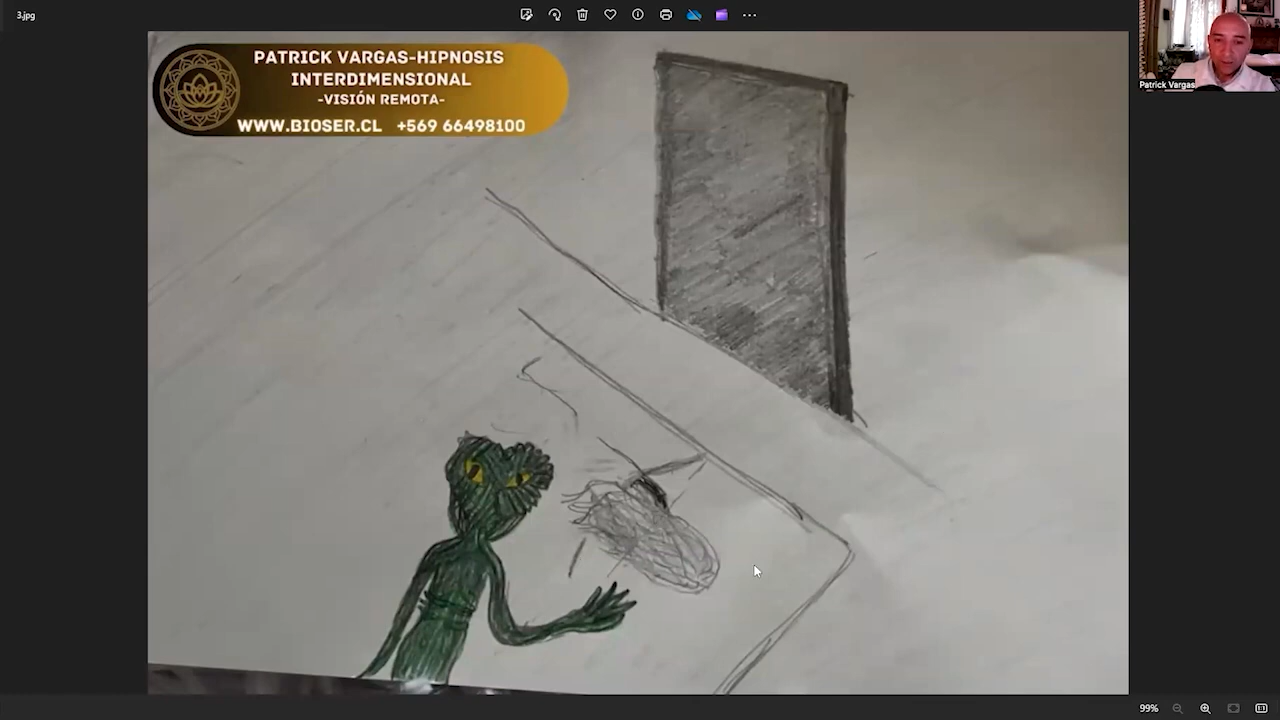 3.jpg
PATRICK VARGAS-HIPNOSIS
INTERDIMENSIONAL
-VISIÓN REMOTA-
WWW.BIOSER.CL +569 66498100
Patrick Vargas
99%